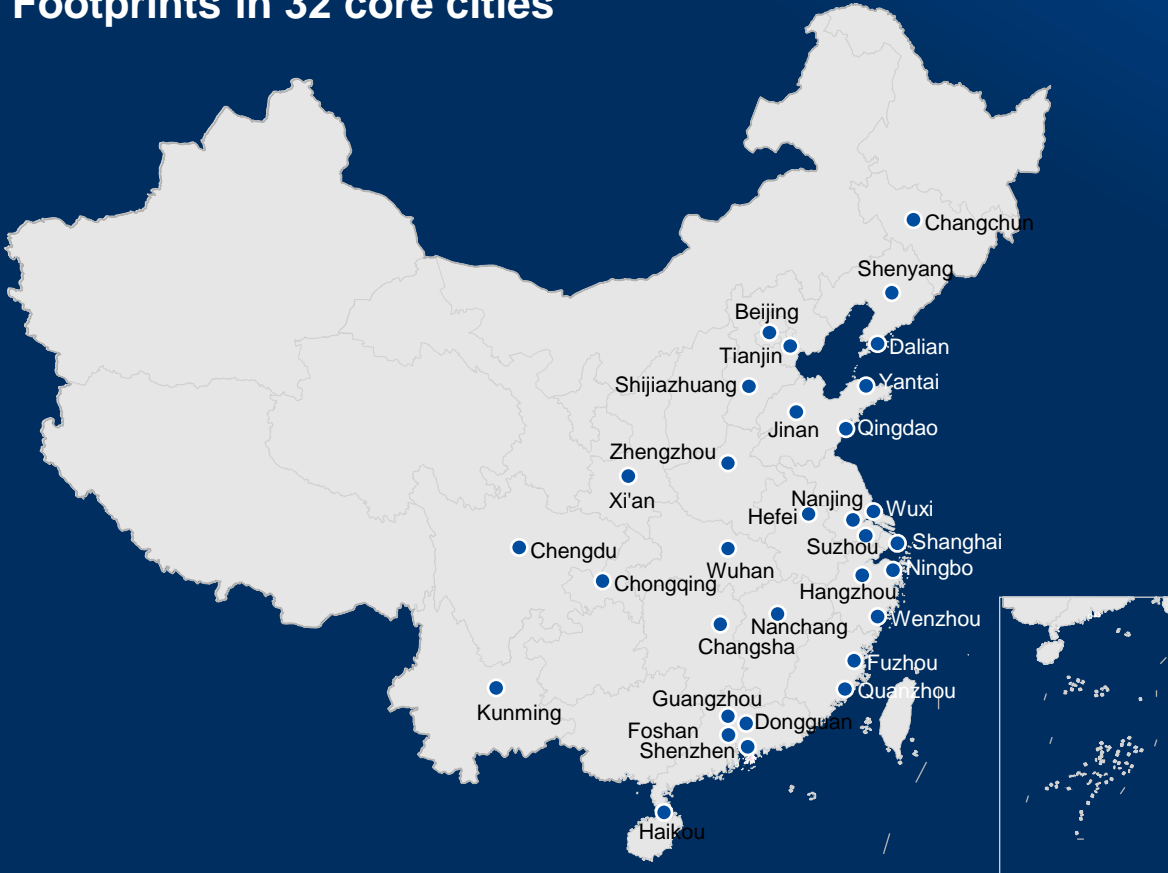 Footprints in 32 core cities
Changchun
Shenyang
Beijing
Tianjin
Dalian
Shijiazhuang
Yantai
Jinan
Qingdao
Zhengzhou
Xi'an
Nanjing
Hefei
Wuxi
Suzhou
Shanghai
Chengdu
Wuhan
Ningbo
Chongqing
Hangzhou
Nanchang
Wenzhou
Changsha
Fuzhou
Quanzhou
Kunming
Guangzhou
Dongguan
Foshan
Shenzhen
Haikou